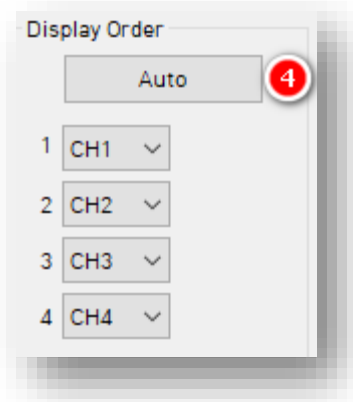 Display Order
Auto 4
1 CH1
2 CH2
3 CH3
4 CH4